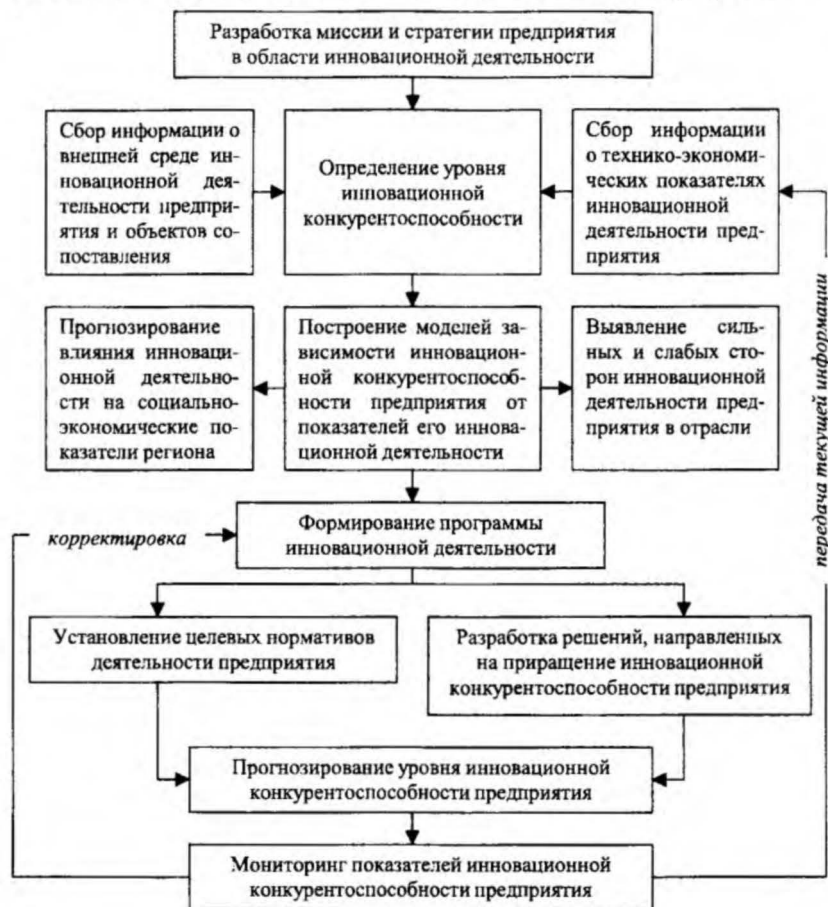 Разработка миссии и стратегии предприятия
в области инновационной деятельности
Сбор информации о
внешней среде ин-
новационной дея-
тельности предпри-
ятия и объектов со-
поставления
Определение уровня
инновационной
конкурентоспособности
Сбор информации
о технико-экономи-
ческих показателях
инновационной
деятельности пред-
приятия
Прогнозирование
влияния инноваци-
онной деятельно-
сти на социально-
экономические по-
казатели региона
Построение моделей за-
висимости инновацион-
ной конкурентоспособ-
ности предприятия от
показателей его иннова-
ционной деятельности
Выявление силь-
ных и слабых сто-
рон инновационной
деятельности пред-
приятия в отрасли
передача текущей информации
Формирование программы
инновационной деятельности
корректировка
Установление целевых нормативов
деятельности предприятия
Разработка решений, направленных
на приращение инновационной
конкурентоспособности предприятия
Прогнозирование уровня инновационной
конкурентоспособности предприятия
Мониторинг показателей инновационной
конкурентоспособности предприятия